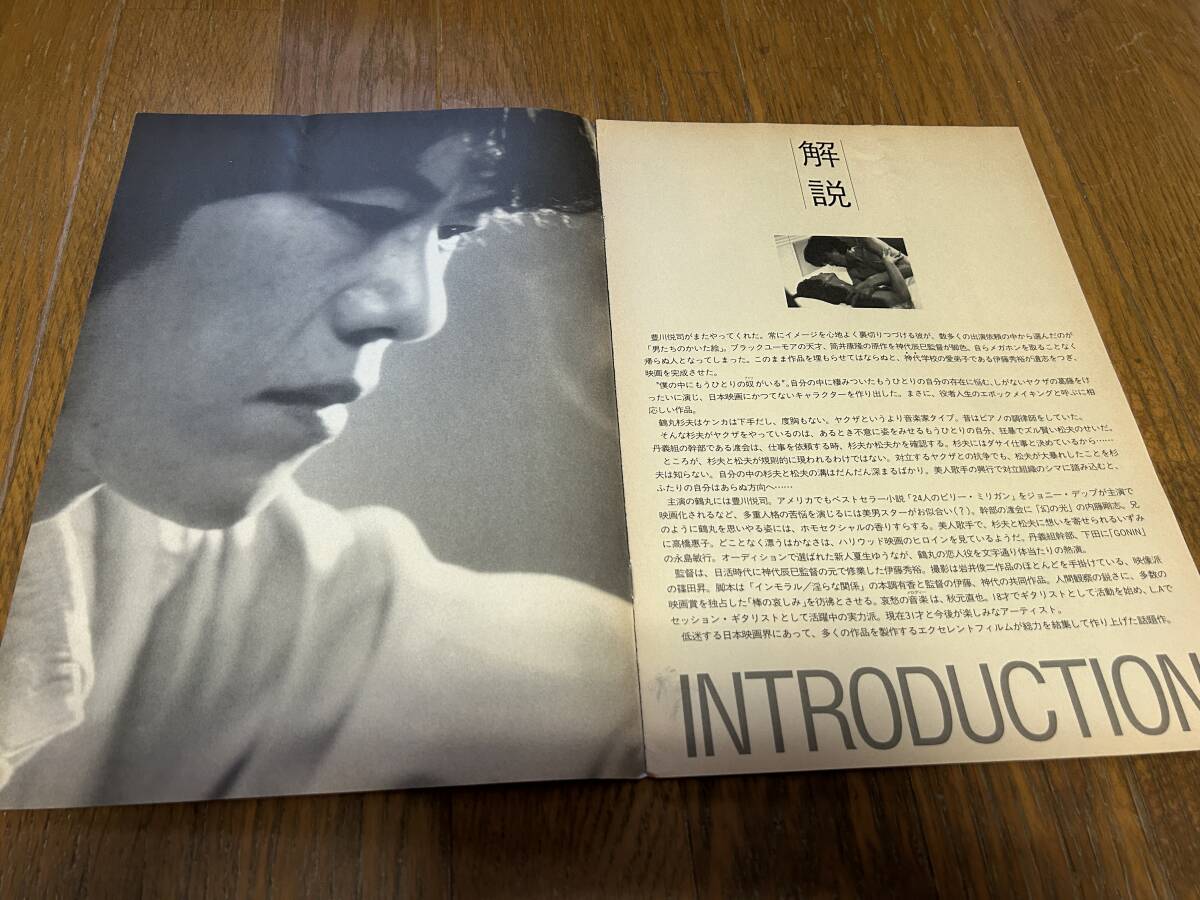 解
説
豊川悦司がまたやってくれた。常にイメージを心地よく裏切りつづける彼が、数多くの出演依頼の中から選んだのが
「男たちのかいた絵」。ブラックユーモアの天才、筒井康隆の原作を神代辰巳監督が脚色。自らメガホンを取ることなく
帰らぬ人となってしまった。このまま作品を埋もらせてはならぬと、神代学校の愛弟子である伊藤秀裕が遺志をつぎ、
映画を完成させた。
"僕の中にもうひとりの奴がいる"。自分の中に棲みついたもうひとりの自分の存在に悩む、しがないヤクザの葛藤をけ
ったいに演じ、日本映画にかつてないキャラクターを作り出した。まさに、役者人生のエポックメイキングと呼ぶに相
応しい作品。
鶴丸杉夫はケンカは下手だし、度胸もない。ヤクザというより音楽家タイプ。昔はピアノの調律師をしていた。
そんな杉夫がヤクザをやっているのは、あるとき不意に姿をみせるもうひとりの自分、狂暴でズル賢い松夫のせいだ。
丹義組の幹部である渡会は、仕事を依頼する時、杉夫か松夫かを確認する。杉夫にはダサイ仕事と決めているから……
ところが、杉夫と松夫が規則的に現われるわけではない。対立するヤクザとの抗争でも、松夫が大暴れしたことを杉
夫は知らない。自分の中の杉夫と松夫の溝はだんだん深まるばかり。美人歌手の興行で対立組織のシマに踏み込むと、
ふたりの自分はあらぬ方向へ……
主演の鶴丸には豊川悦司。アメリカでもベストセラー小説「24人のビリー・ミリガン」をジョニー・デップが主演で
映画化されるなど、多重人格の苦悩を演じるには美男スターがお似合い(?)。幹部の渡会に「幻の光」の内藤剛志。兄
のように鶴丸を思いやる姿には、ホモセクシャルの香りすらする。美人歌手で、杉夫と松夫に想いを寄せられるいずみ
に高橋惠子。どことなく漂うはかなさは、ハリウッド映画のヒロインを見ているようだ。丹義組幹部、下田に「GONIN」
の永島敏行。オーディションで選ばれた新人夏生ゆうなが、鶴丸の恋人役を文字通り体当たりの熱演。
監督は、日活時代に神代辰巳監督の元で修業した伊藤秀裕。撮影は岩井俊二作品のほとんどを手掛けている、映像派
の篠田昇。脚本は「インモラル/淫らな関係」の本調有香と監督の伊藤、神代の共同作品。人間観察の鋭さに、多数の
映画賞を独占した「棒の哀しみ」を彷彿とさせる。哀愁の音楽は、秋元直也。18才でギタリストとして活動を始め、L.Aで
セッション・ギタリストとして活躍中の実力派。現在31才と今後が楽しみなアーティスト。
低迷する日本映画界にあって、多くの作品を製作するエクセレントフィルムが総力を結集して作り上げた話題作。
INTRODUCTION